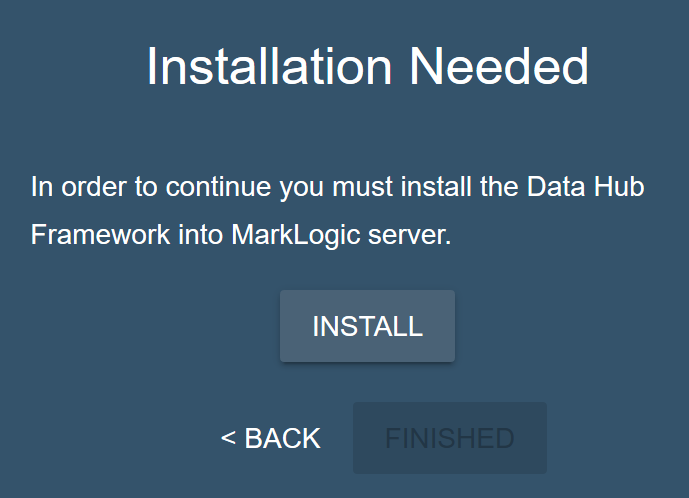 Installation Needed
In order to continue you must install the Data Hub
Framework into MarkLogic server.
INSTALL
< BACK
FINISHED